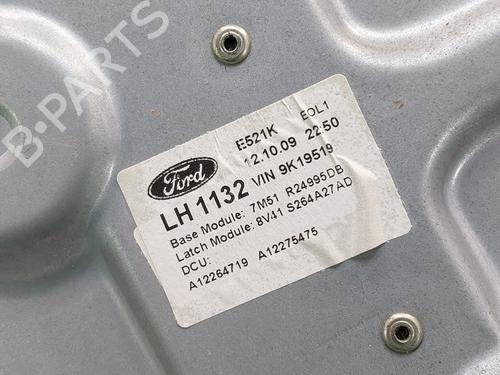 B-PARTS
E521K EOL1
12.10.09 22:50
Ford
LH 1132 VIN 9K19519
Base Module: 7M51 R24995DB
Latch Module: 8V41 S264A27AD
DCU:
A12264719 A12275475